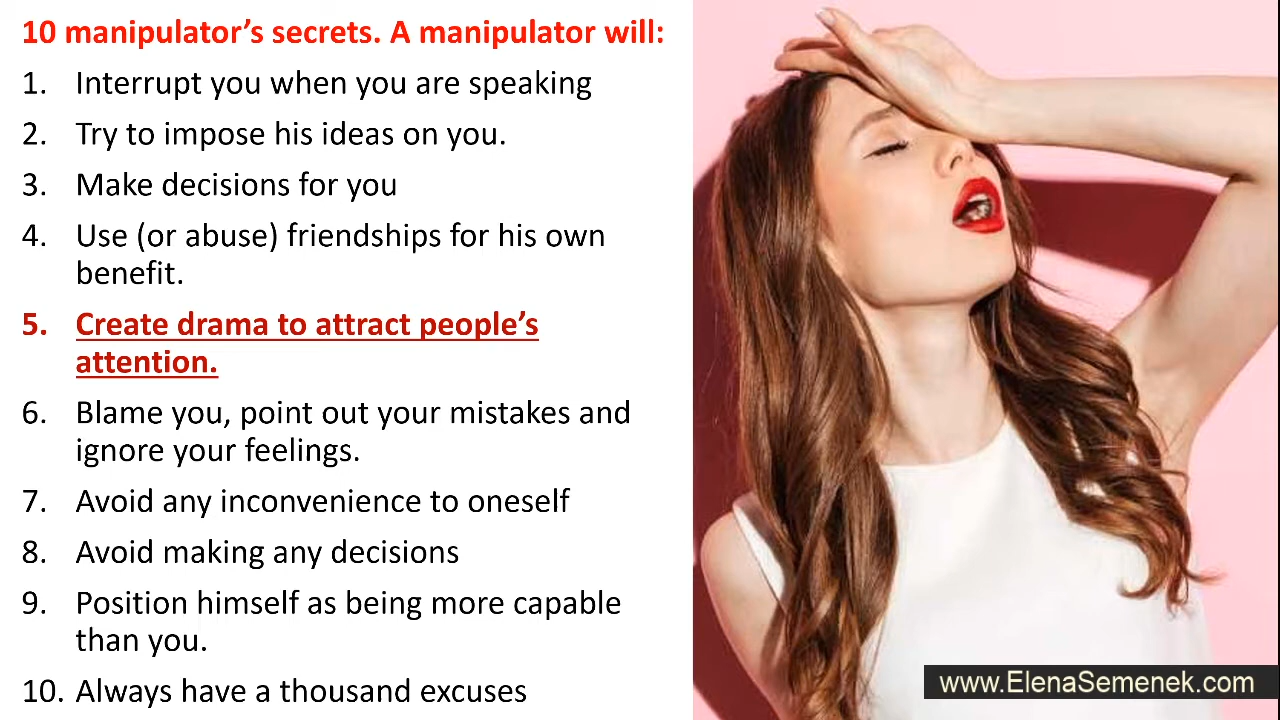 10 manipulator’s secrets. A manipulator will:
1. Interrupt you when you are speaking
2. Try to impose his ideas on you.
3. Make decisions for you
4. Use (or abuse) friendships for his own
benefit.
5. Create drama to attract people’s
attention.
6. Blame you, point out your mistakes and
ignore your feelings.
7. Avoid any inconvenience to oneself
8. Avoid making any decisions
9. Position himself as being more capable
than you.
10. Always have a thousand excuses
www.ElenaSemenek.com